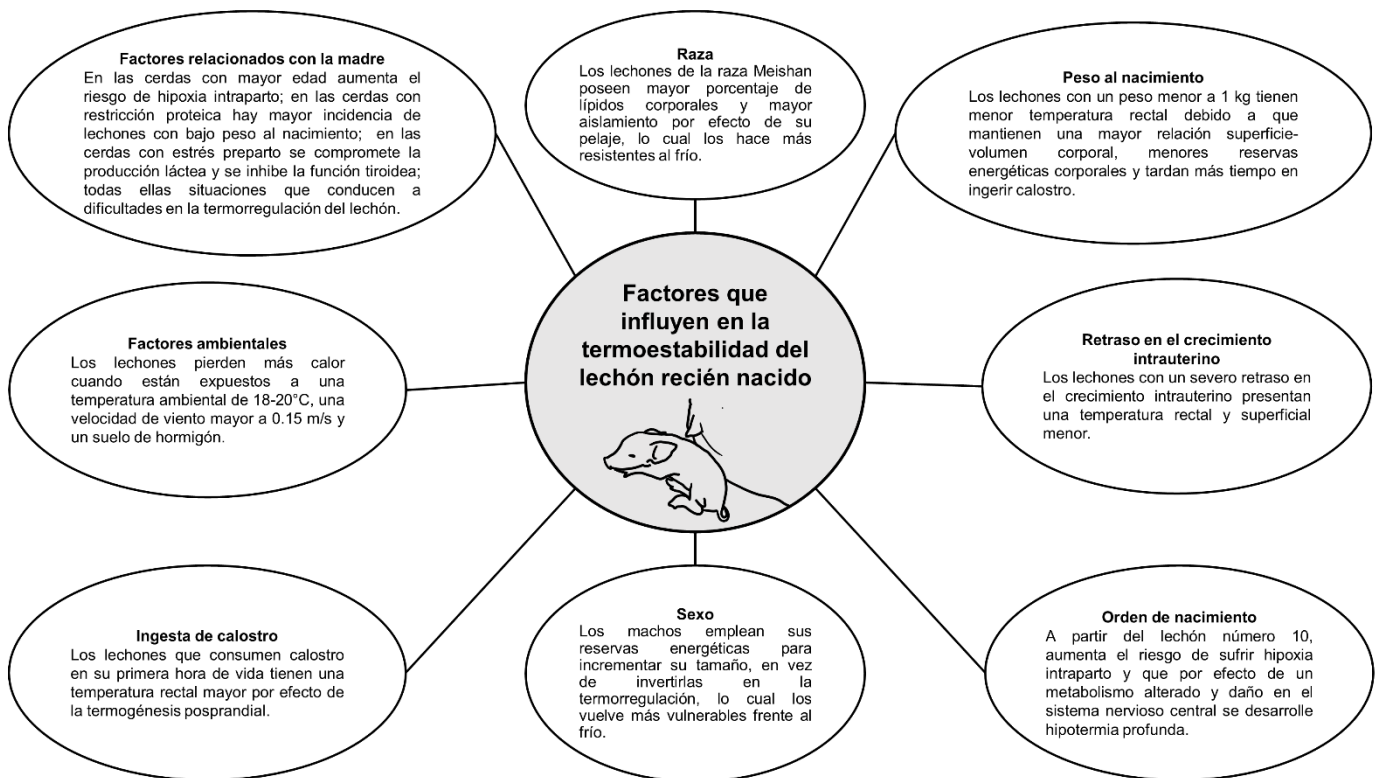 Factores relacionados con la madre
En las cerdas con mayor edad aumenta el
riesgo de hipoxia intraparto; en las cerdas con
restricción proteica hay mayor incidencia de
lechones con bajo peso al nacimiento; en las
cerdas con estrés preparto se compromete la
producción láctea y se inhibe la función tiroidea;
todas ellas situaciones que conducen a
dificultades en la termorregulación del lechón.
Raza
Los lechones de la raza Meishan
poseen mayor porcentaje de
lípidos corporales y mayor
aislamiento por efecto de su
pelaje, lo cual los hace más
resistentes al frío.
Peso al nacimiento
Los lechones con un peso menor a 1 kg tienen
menor temperatura rectal debido a que
mantienen una mayor relación superficie-
volumen corporal, menores reservas
energéticas corporales y tardan más tiempo en
ingerir calostro.
Factores ambientales
Los lechones pierden más calor
cuando están expuestos a una
temperatura ambiental de 18-20°C, una
velocidad de viento mayor a 0.15 m/s y
un suelo de hormigón.
Factores que
influyen en la
termoestabilidad del
lechón recién nacido
Retraso en el crecimiento
intrauterino
Los lechones con un severo retraso en
el crecimiento intrauterino presentan
una temperatura rectal y superficial
menor.
Ingesta de calostro
Los lechones que consumen calostro
en su primera hora de vida tienen una
temperatura rectal mayor por efecto de
la termogénesis posprandial.
Sexo
Los machos emplean sus
reservas energéticas para
incrementar su tamaño, en vez
de invertirlas en la
termorregulación, lo cual los
vuelve más vulnerables frente al
frío.
Orden de nacimiento
A partir del lechón número 10,
aumenta el riesgo de sufrir hipoxia
intraparto y que por efecto de un
metabolismo alterado y daño en el
sistema nervioso central se desarrolle
hipotermia profunda.